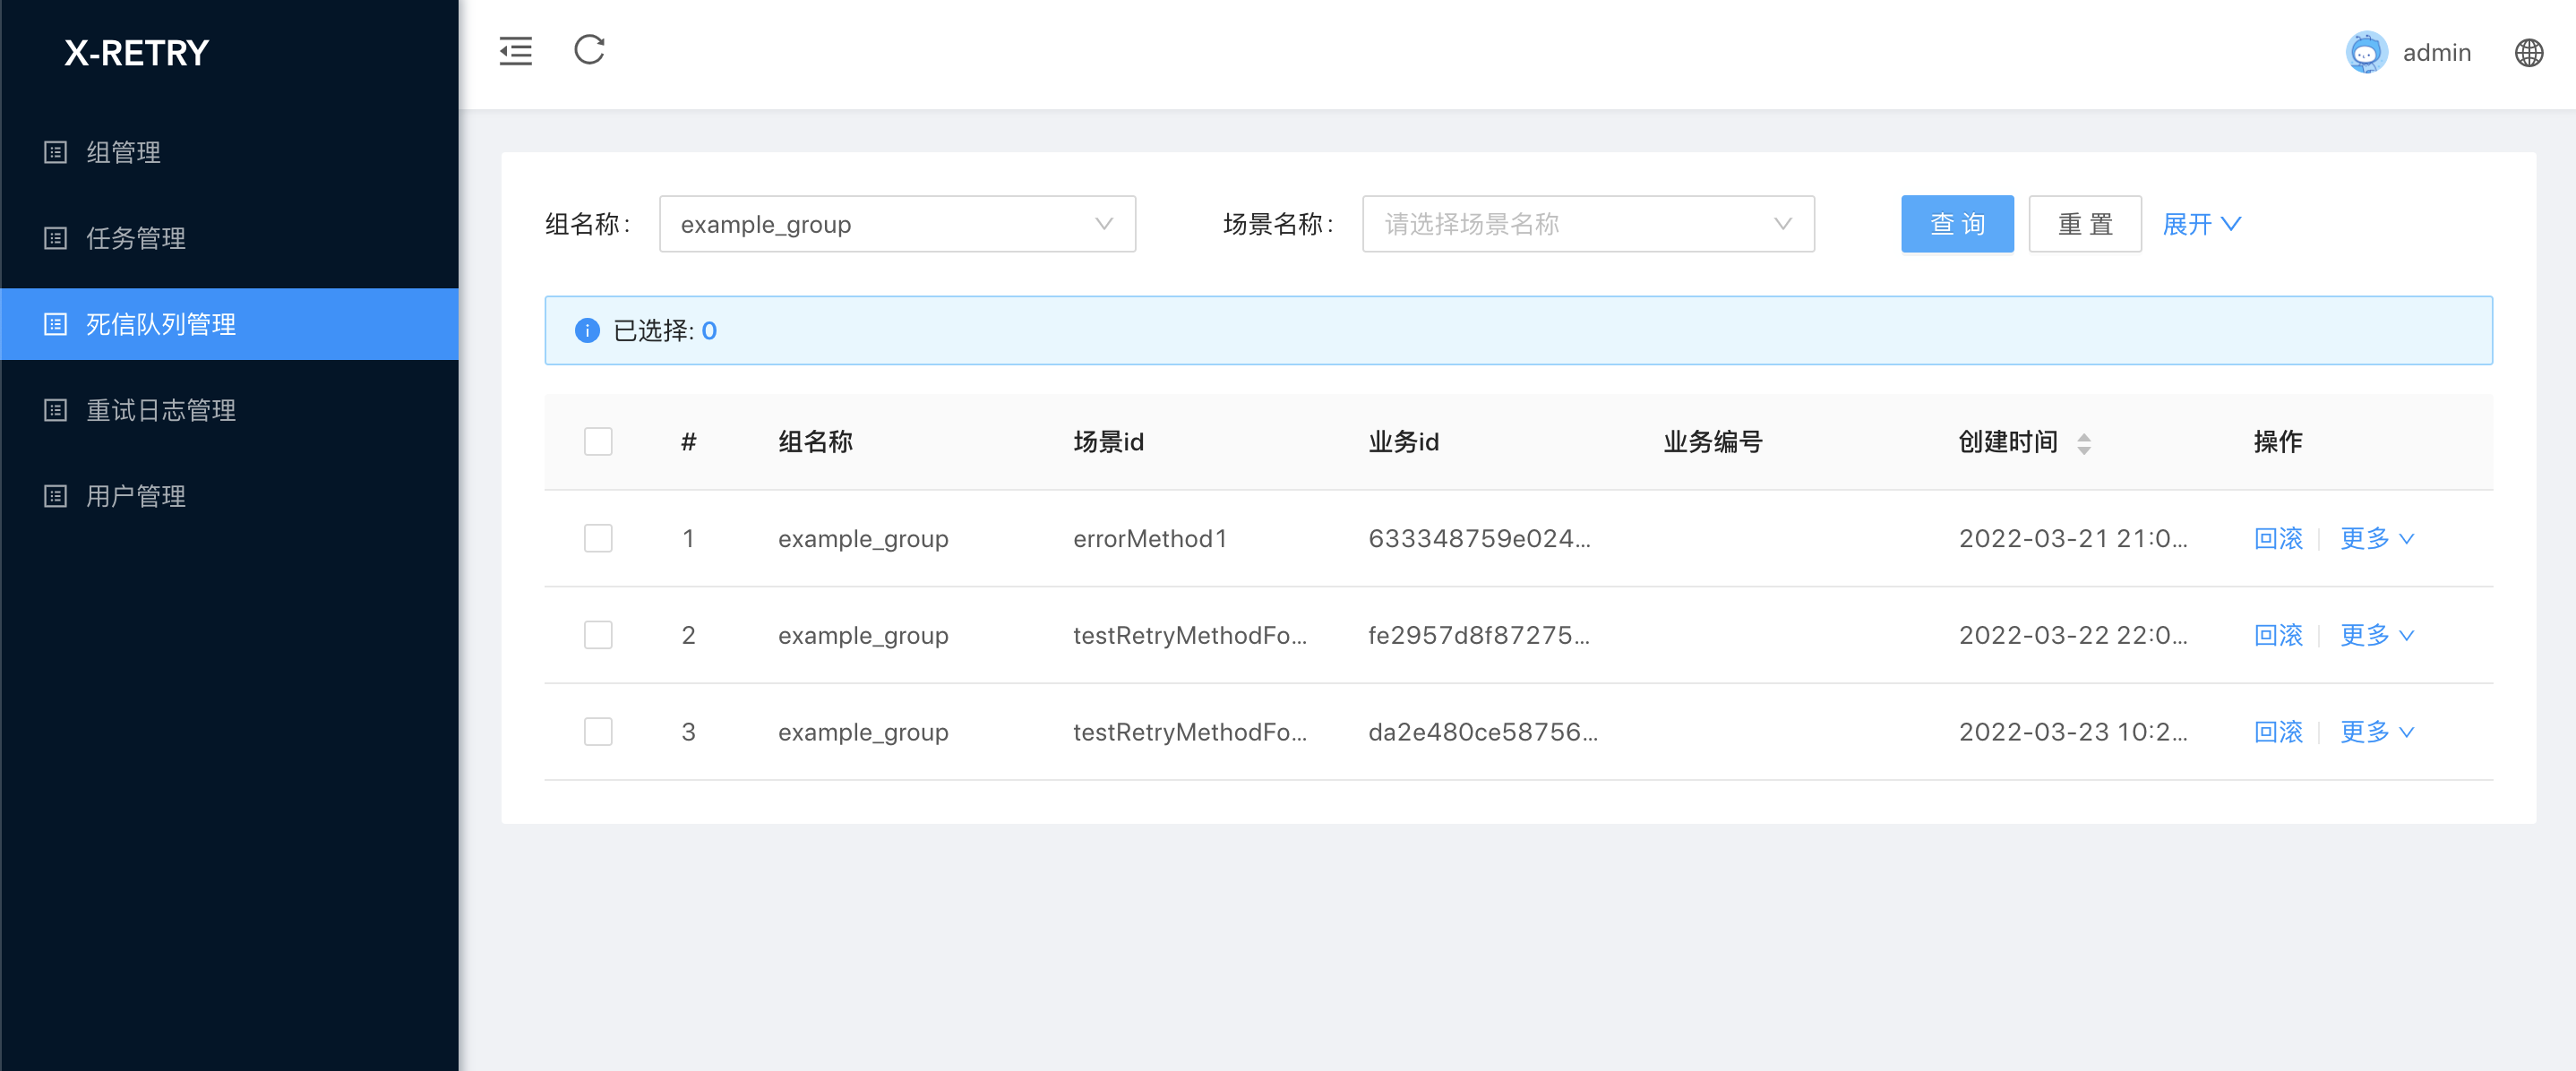 X-RETRY
admin
组管理
任务管理
死信队列管理
重试日志管理
用户管理
组名称： example_group 场景名称： 请选择场景名称 查 询 重 置 展开
已选择: 0
# 组名称 场景id 业务id 业务编号 创建时间 操作
1 example_group errorMethod1 633348759e024... 2022-03-21 21:0... 回滚 更多
2 example_group testRetryMethodFo... fe2957d8f87275... 2022-03-22 22:0... 回滚 更多
3 example_group testRetryMethodFo... da2e480ce58756... 2022-03-23 10:2... 回滚 更多